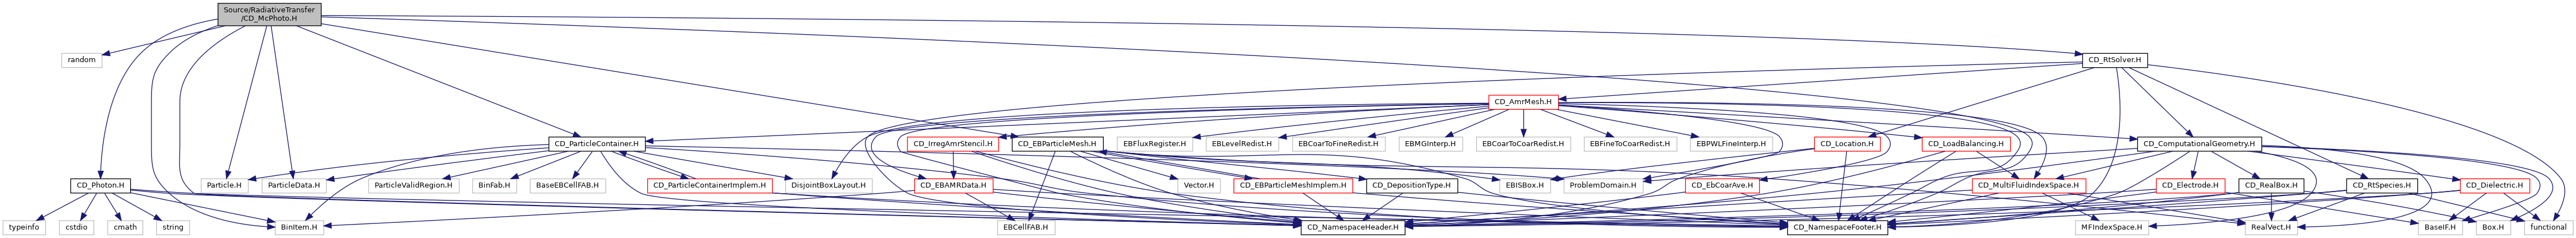 Source/RadiativeTransfer
/CD_McPhoto.H
random
CD_RtSolver.H
CD_AmrMesh.H
CD_ParticleContainer.H
CD_IrregAmrStencil.H
CD_EBParticleMesh.H
EBFluxRegister.H
EBLevelRedist.H
EBCoarToFineRedist.H
EBMGInterp.H
EBCoarToCoarRedist.H
EBFineToCoarRedist.H
EBPWLFineInterp.H
CD_Location.H
CD_LoadBalancing.H
CD_ComputationalGeometry.H
CD_Photon.H
Particle.H
ParticleData.H
ParticleValidRegion.H
BinFab.H
BaseEBCellFAB.H
CD_ParticleContainerImplem.H
DisjointBoxLayout.H
CD_EBAMRData.H
Vector.H
CD_EBParticleMeshImplem.H
CD_DepositionType.H
EBISBox.H
ProblemDomain.H
CD_EbCoarAve.H
CD_MultiFluidIndexSpace.H
CD_Electrode.H
CD_RealBox.H
CD_RtSpecies.H
CD_Dielectric.H
typeinfo
cstdio
cmath
string
BinItem.H
EBCellFAB.H
CD_NamespaceHeader.H
CD_NamespaceFooter.H
MFIndexSpace.H
RealVect.H
BaseIF.H
Box.H
functional